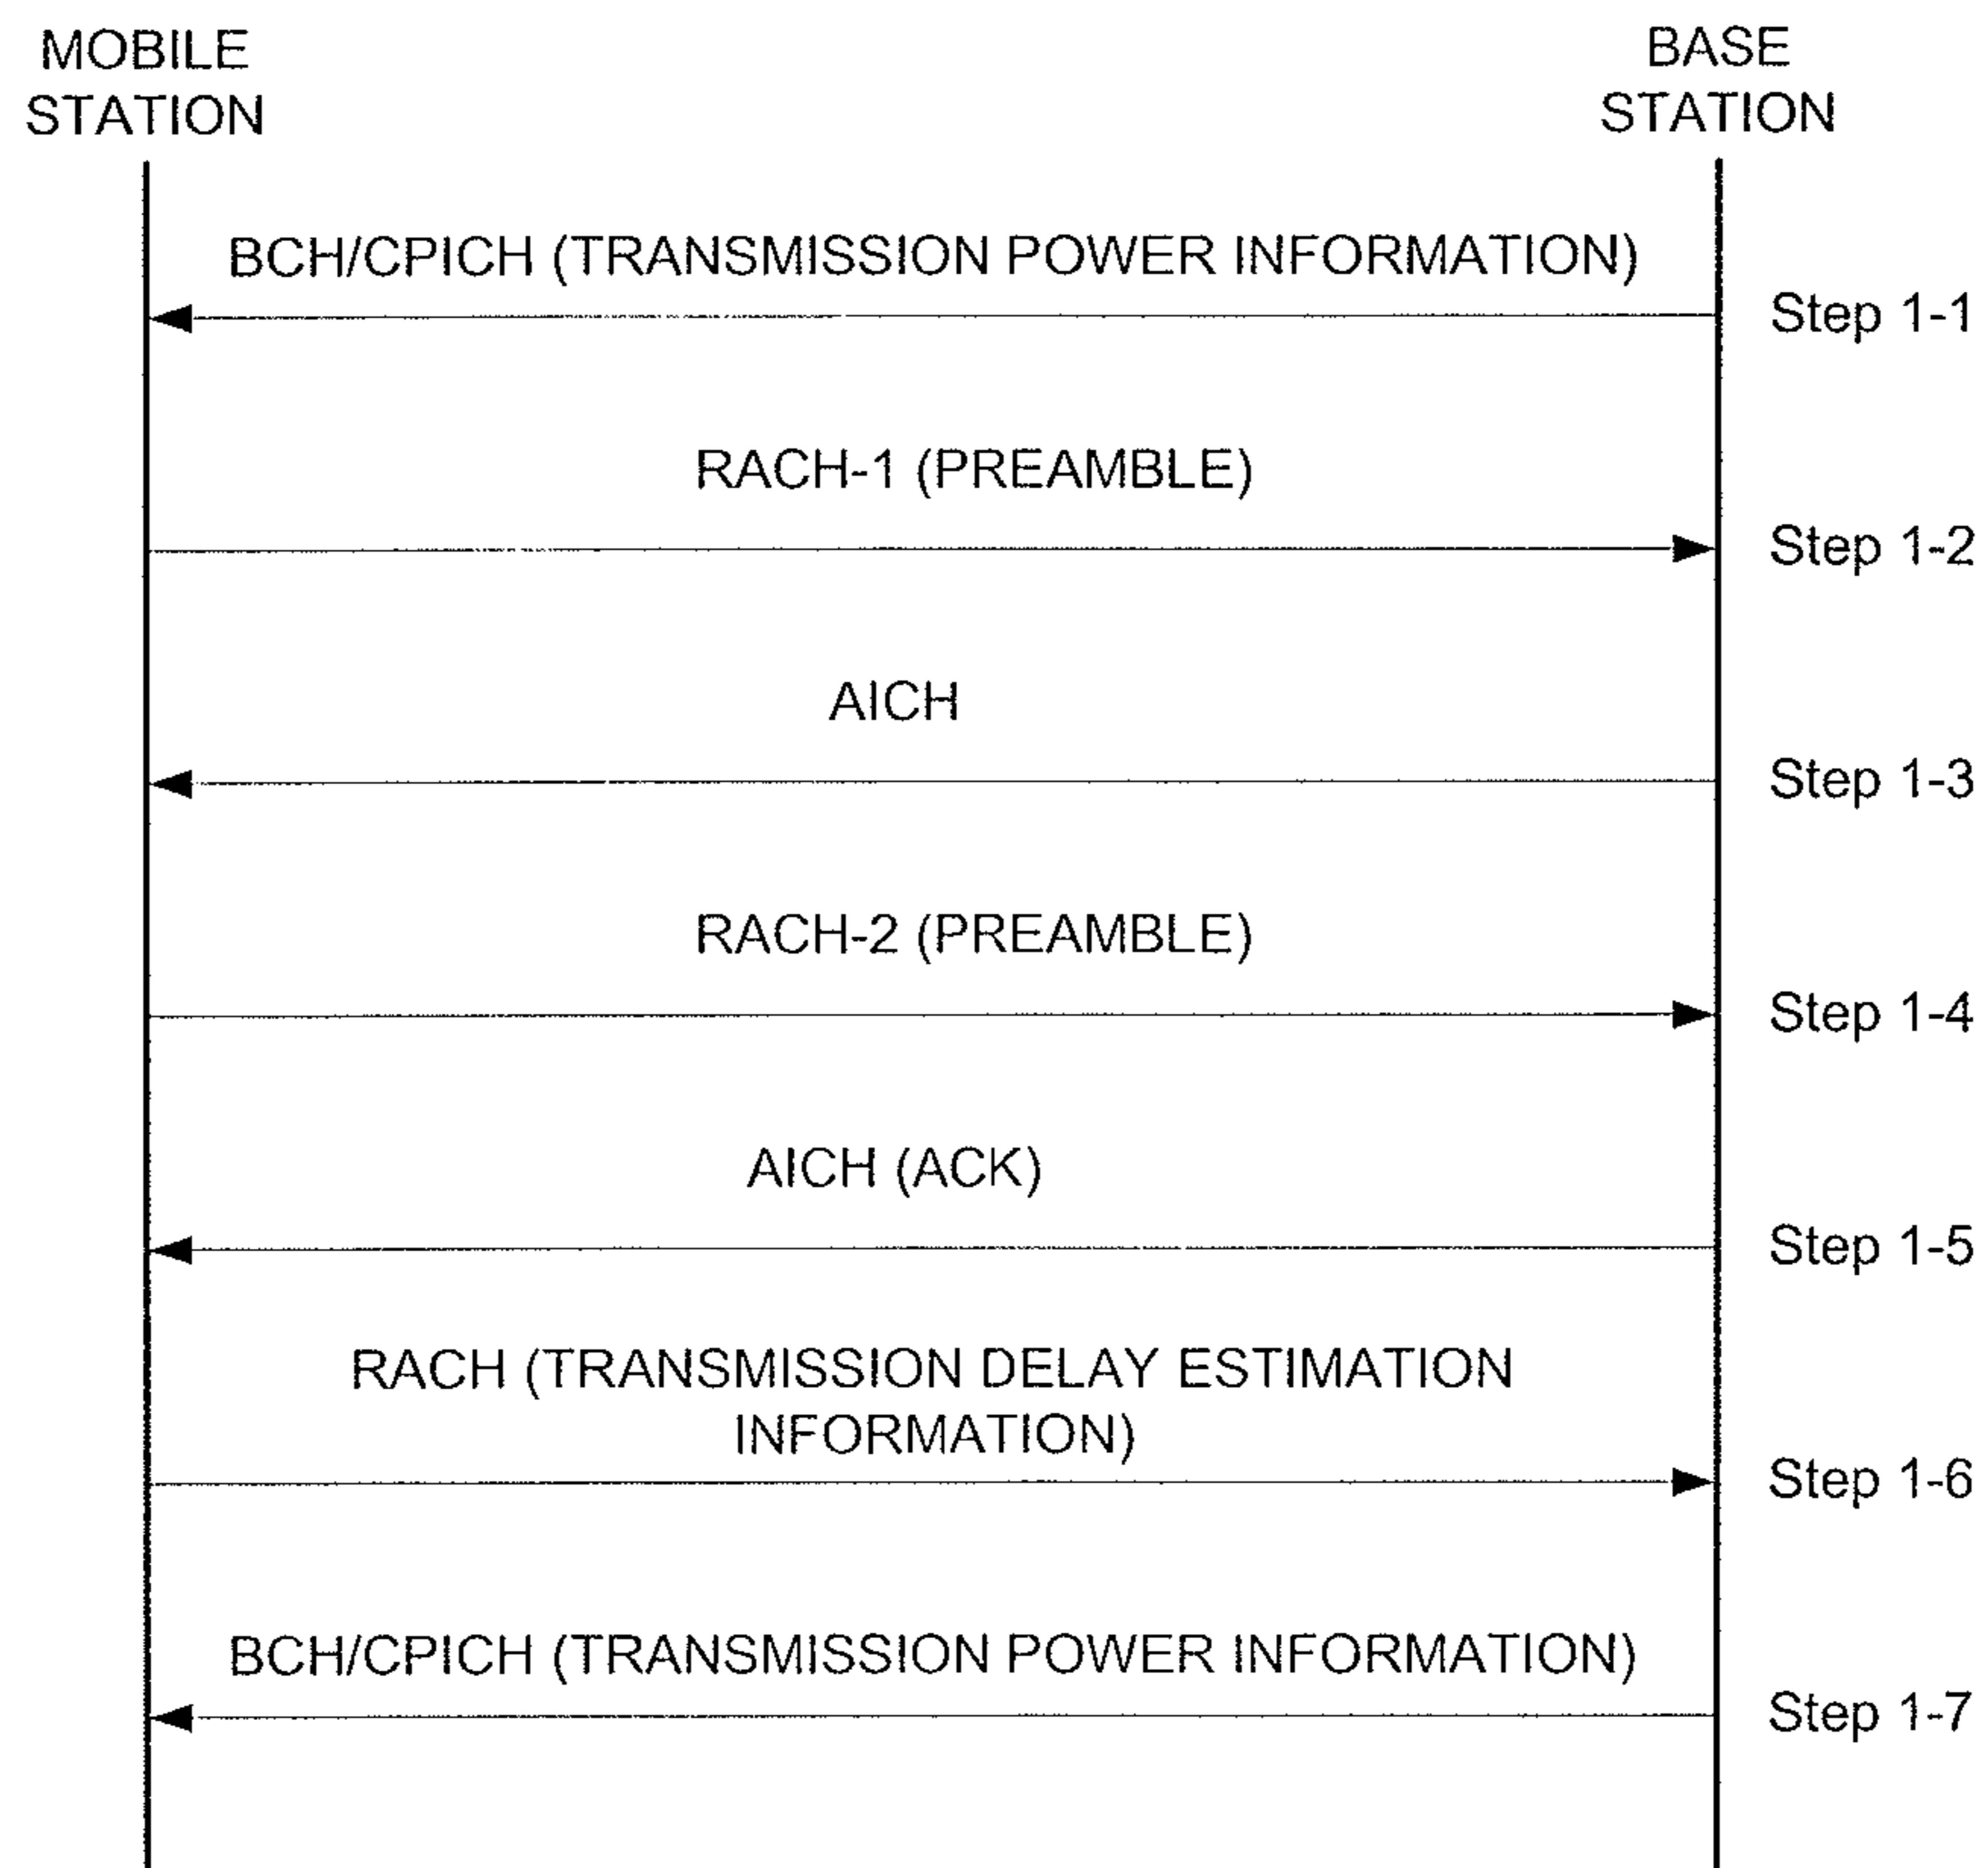 MOBILE
STATION
BASE
STATION
BCH/CPICH (TRANSMISSION POWER INFORMATION)
Step 1-1
RACH-1 (PREAMBLE)
Step 1-2
AICH
Step 1-3
RACH-2 (PREAMBLE)
Step 1-4
AICH (ACK)
Step 1-5
RACH (TRANSMISSION DELAY ESTIMATION
INFORMATION)
Step 1-6
BCH/CPICH (TRANSMISSION POWER INFORMATION)
Step 1-7